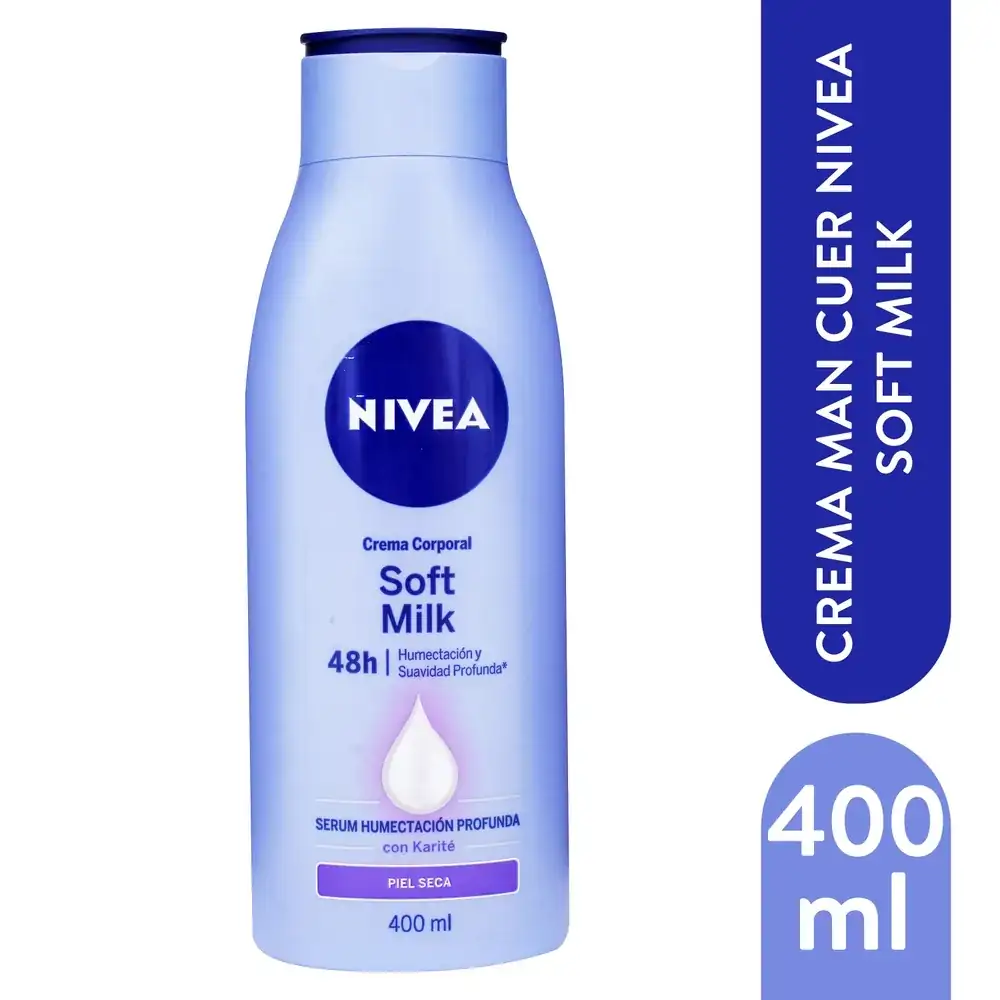 NIVEA
Crema Corporal
Soft
Milk
48h | Humectación y
Suavidad Profunda*
SERUM HUMECTACIÓN PROFUNDA
con Karité
PIEL SECA
400 ml
CREMA MAN CUER NIVEA
SOFT MILK
400
ml